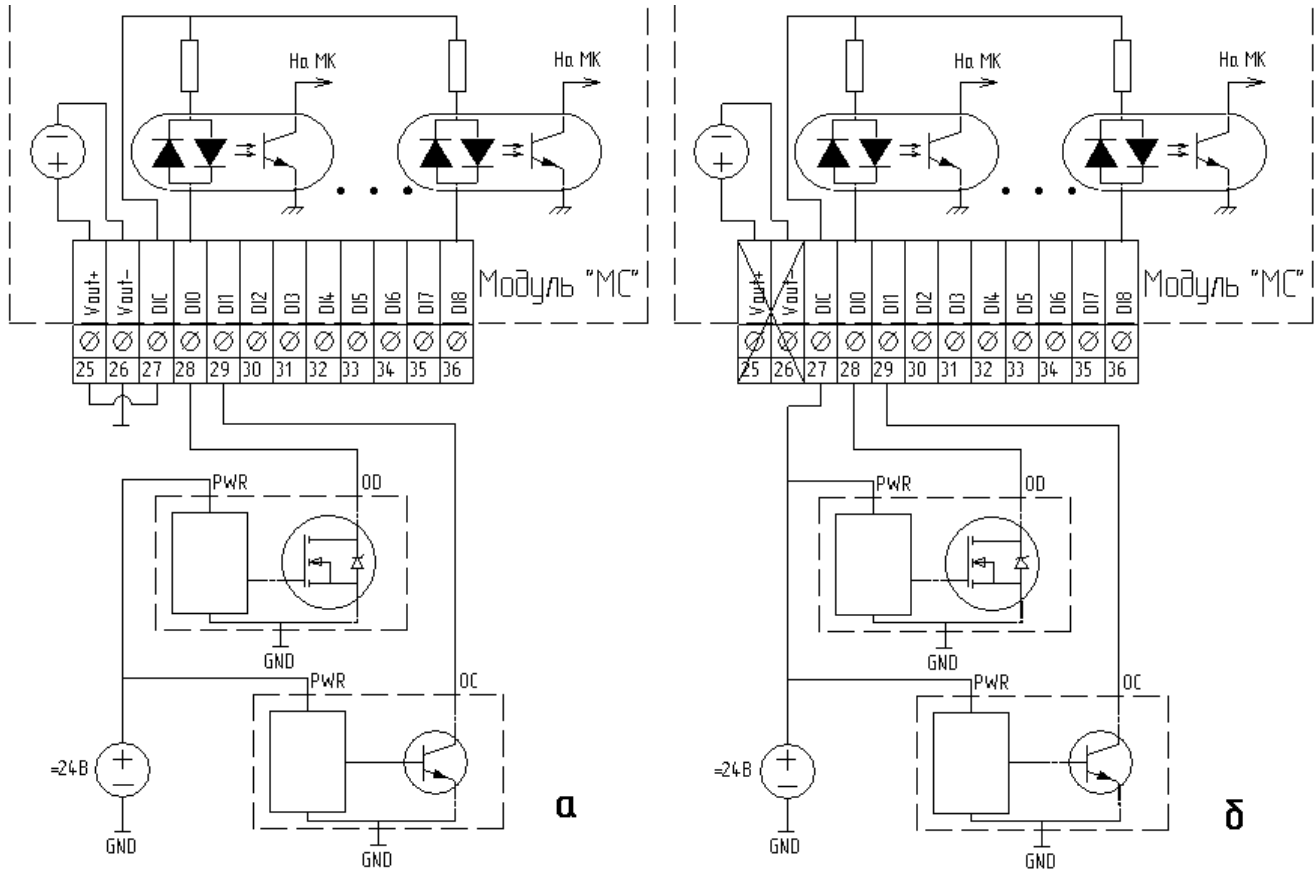 На МК На МК
− −
+ +
Vout+ Vout- DIC DI0 DI1 DI2 DI3 DI4 DI5 DI6 DI7 DI8
Модуль "МС"
25 26 27 28 29 30 31 32 33 34 35 36
PWR OD
GND
PWR OC
=24В
+
−
GND
GND
а
На МК На МК
−
+
Vout+ Vout- DIC DI0 DI1 DI2 DI3 DI4 DI5 DI6 DI7 DI8
Модуль "МС"
25 26 27 28 29 30 31 32 33 34 35 36
PWR OD
GND
PWR OC
=24В
+
−
GND
GND
б